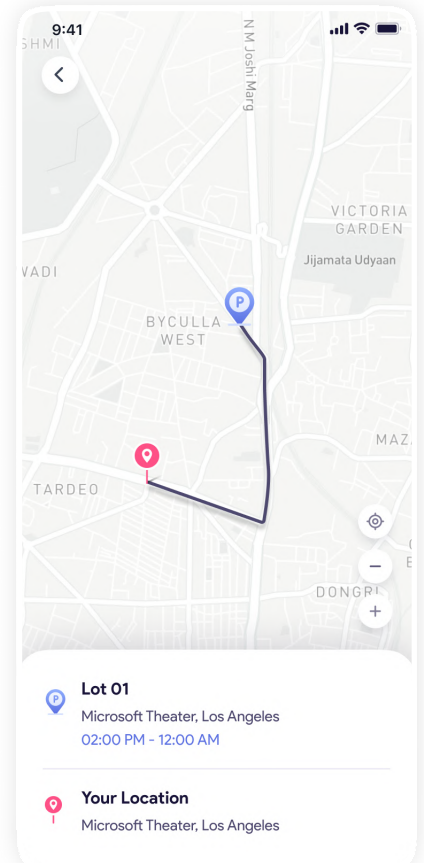 9:41
SHMI
N M Joshi Marg
VICTORIA
GARDEN
Jijamata Udyaan
WADI
P
BYCULLA
WEST
MAZ
TARDEO
DONGRI
Lot 01
P
Microsoft Theater, Los Angeles
02:00 PM - 12:00 AM
Your Location
Microsoft Theater, Los Angeles